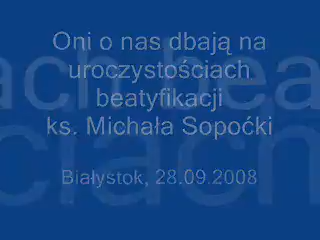 Oni o nas dbają na
uroczystościach
beatyfikacji
ks. Michała Sopoćki
Białystok, 28.09.2008